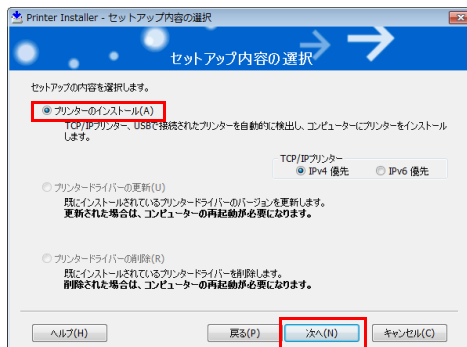 Printer Installer - セットアップ内容の選択
セットアップ内容の選択
セットアップの内容を選択します。
プリンターのインストール(A)
TCP/IPプリンター、USBで接続されたプリンターを自動的に検出し、コンピューターにプリンターをインストール
します。
TCP/IPプリンター
IPv4 優先 IPv6 優先
プリンタードライバーの更新(U)
既にインストールされているプリンタードライバーのバージョンを更新します。
更新された場合は、コンピューターの再起動が必要になります。
プリンタードライバーの削除(R)
既にインストールされているプリンタードライバーを削除します。
削除された場合は、コンピューターの再起動が必要になります。
ヘルプ(H) 戻る(P) 次へ(N) キャンセル(C)